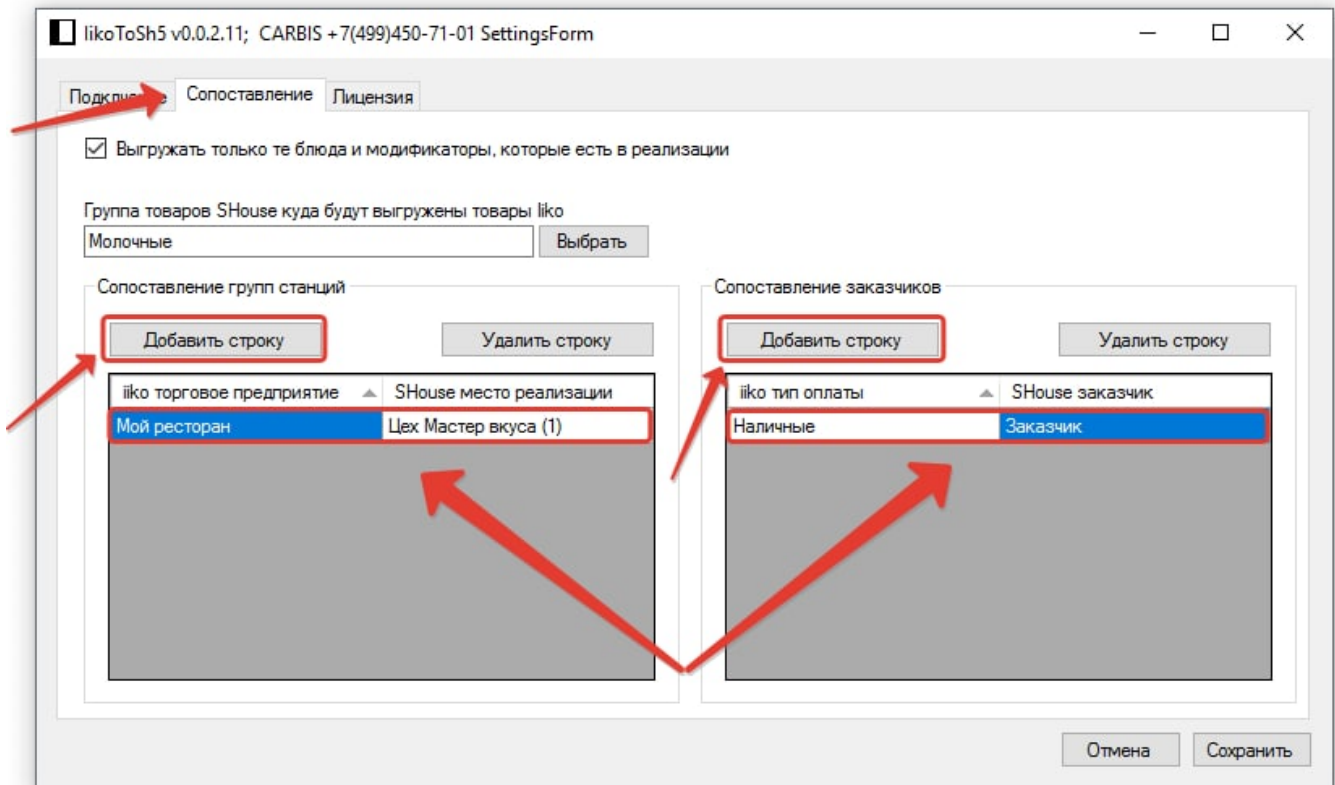 IikoToSh5 v0.0.2.11; CARBIS +7(499)450-71-01 SettingsForm
Сопоставление Лицензия
Выгружать только те блюда и модификаторы, которые есть в реализации
Группа товаров SHouse куда будут выгружены товары Iiko
Молочные Выбрать
Сопоставление групп станций
Добавить строку Удалить строку
iiko торговое предприятие SHouse место реализации
Мой ресторан Цех Мастер вкуса (1)
Сопоставление заказчиков
Добавить строку Удалить строку
iiko тип оплаты SHouse заказчик
Наличные Заказчик
Отмена Сохранить